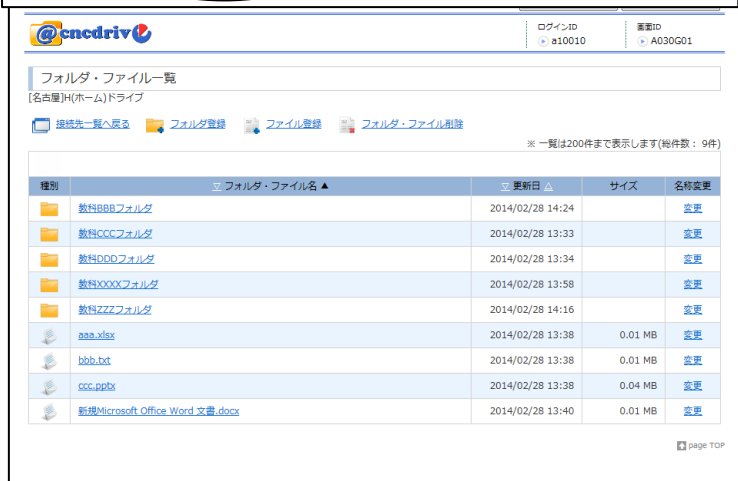 @cncdrive
ログインID
a10010
画面ID
A030G01
フォルダ・ファイル一覧
[名古屋]H(ホーム)ドライブ
接続先一覧へ戻る フォルダ登録 ファイル登録 フォルダ・ファイル削除
※ 一覧は200件まで表示します(総件数： 9件)
種別 ▽ フォルダ・ファイル名 ▲ ▽ 更新日 △ サイズ 名称変更
教科BBBフォルダ 2014/02/28 14:24 変更
教科CCCフォルダ 2014/02/28 13:33 変更
教科DDDフォルダ 2014/02/28 13:34 変更
教科XXXXフォルダ 2014/02/28 13:58 変更
教科ZZZフォルダ 2014/02/28 14:16 変更
aaa.xlsx 2014/02/28 13:38 0.01 MB 変更
bbb.txt 2014/02/28 13:38 0.01 MB 変更
ccc.pptx 2014/02/28 13:38 0.04 MB 変更
新規Microsoft Office Word 文書.docx 2014/02/28 13:40 0.01 MB 変更
page TOP